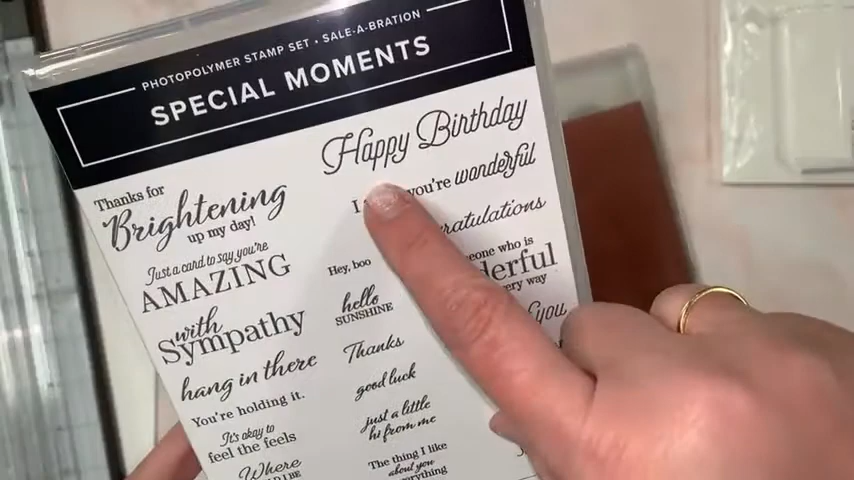 PHOTOPOLYMER STAMP SET • SALE-A-BRATION
SPECIAL MOMENTS
Thanks for
Brightening
up my day!
Just a card to say you're
AMAZING
with
Sympathy
hang in there
You're holding it.
It's okay to
feel the feels
Where
Happy Birthday
I
you're wonderful
Hey, boo
hello
SUNSHINE
Thanks
good luck
just a little
hi from me
The thing I like
about you
who is